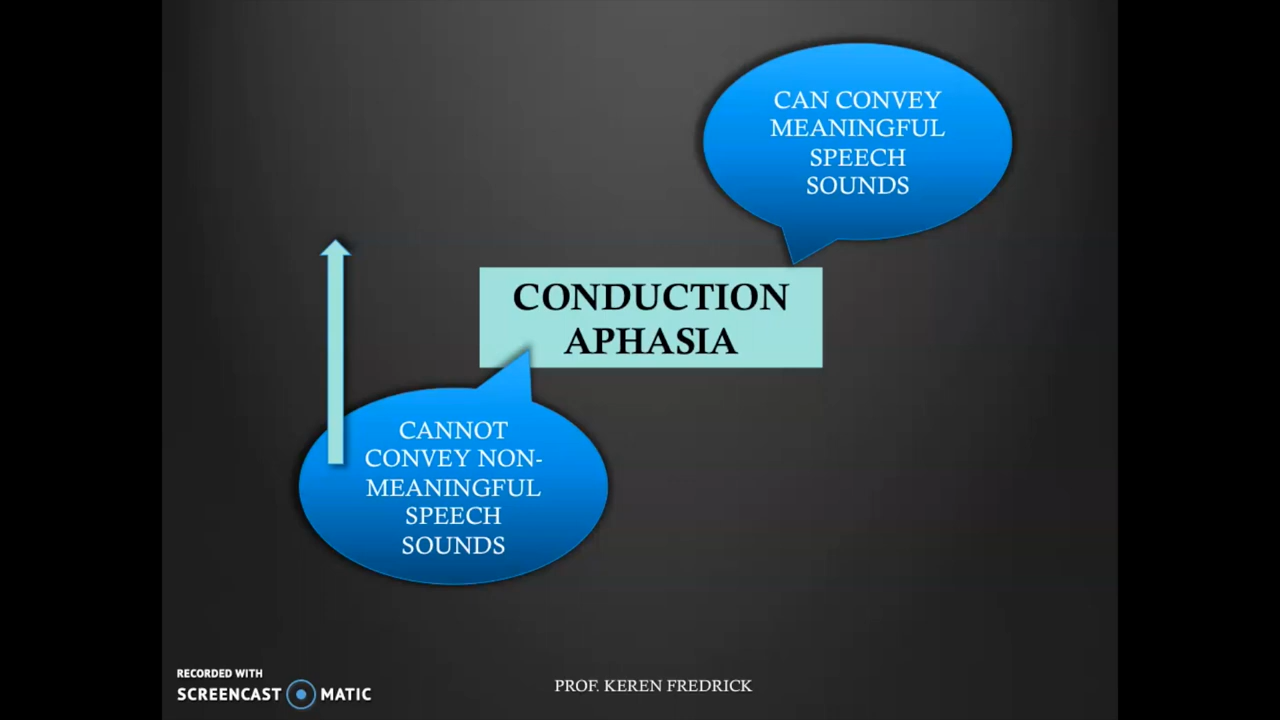 CAN CONVEY
MEANINGFUL
SPEECH
SOUNDS
CONDUCTION
APHASIA
CANNOT
CONVEY NON-
MEANINGFUL
SPEECH
SOUNDS
RECORDED WITH
SCREENCAST MATIC
PROF. KEREN FREDRICK